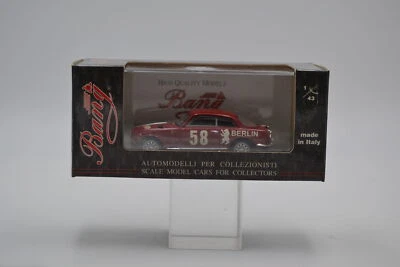 HIGH QUALITY MODELS
Bang
Bang
1
43
58
BERLIN
made
in Italy
AUTOMODELLI PER COLLEZIONISTI
SCALE MODEL CARS FOR COLLECTORS